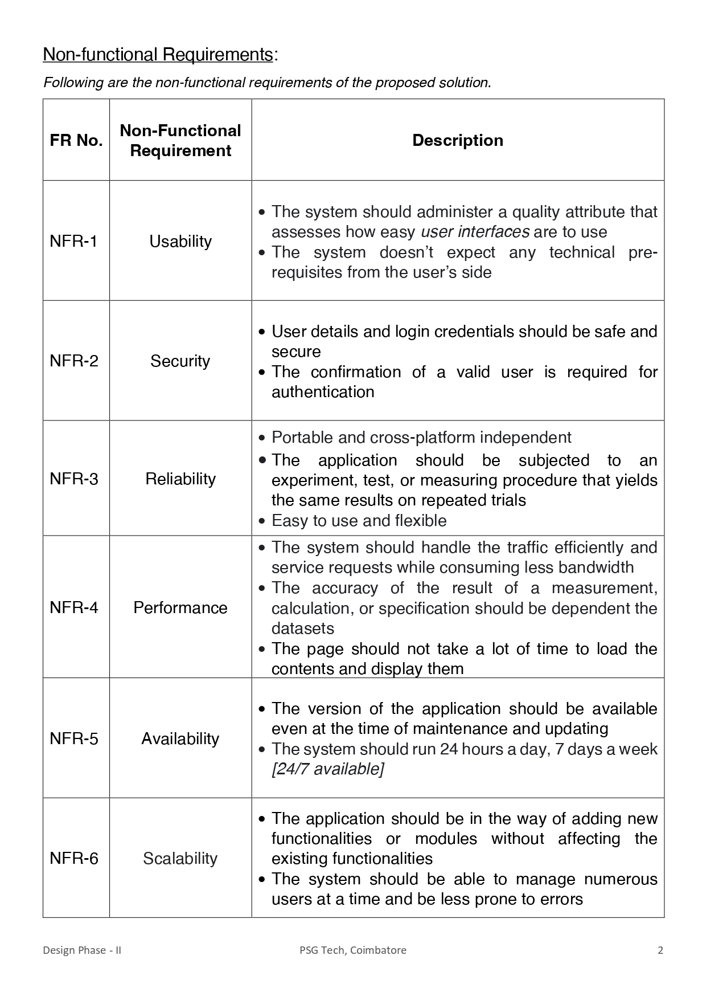 Non-functional Requirements:
Following are the non-functional requirements of the proposed solution.
FR No.
Non-Functional
Requirement
Description
NFR-1
Usability
• The system should administer a quality attribute that
assesses how easy user interfaces are to use
• The system doesn’t expect any technical pre-
requisites from the user’s side
NFR-2
Security
• User details and login credentials should be safe and
secure
• The confirmation of a valid user is required for
authentication
NFR-3
Reliability
• Portable and cross-platform independent
• The application should be subjected to an
experiment, test, or measuring procedure that yields
the same results on repeated trials
• Easy to use and flexible
NFR-4
Performance
• The system should handle the traffic efficiently and
service requests while consuming less bandwidth
• The accuracy of the result of a measurement,
calculation, or specification should be dependent the
datasets
• The page should not take a lot of time to load the
contents and display them
NFR-5
Availability
• The version of the application should be available
even at the time of maintenance and updating
• The system should run 24 hours a day, 7 days a week
[24/7 available]
NFR-6
Scalability
• The application should be in the way of adding new
functionalities or modules without affecting the
existing functionalities
• The system should be able to manage numerous
users at a time and be less prone to errors
Design Phase - II
PSG Tech, Coimbatore
2